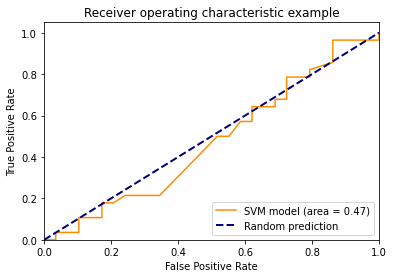 Receiver operating characteristic example
True Positive Rate
1.0
0.8
0.6
0.4
0.2
0.0
0.0 0.2 0.4 0.6 0.8 1.0
False Positive Rate
SVM model (area = 0.47)
Random prediction